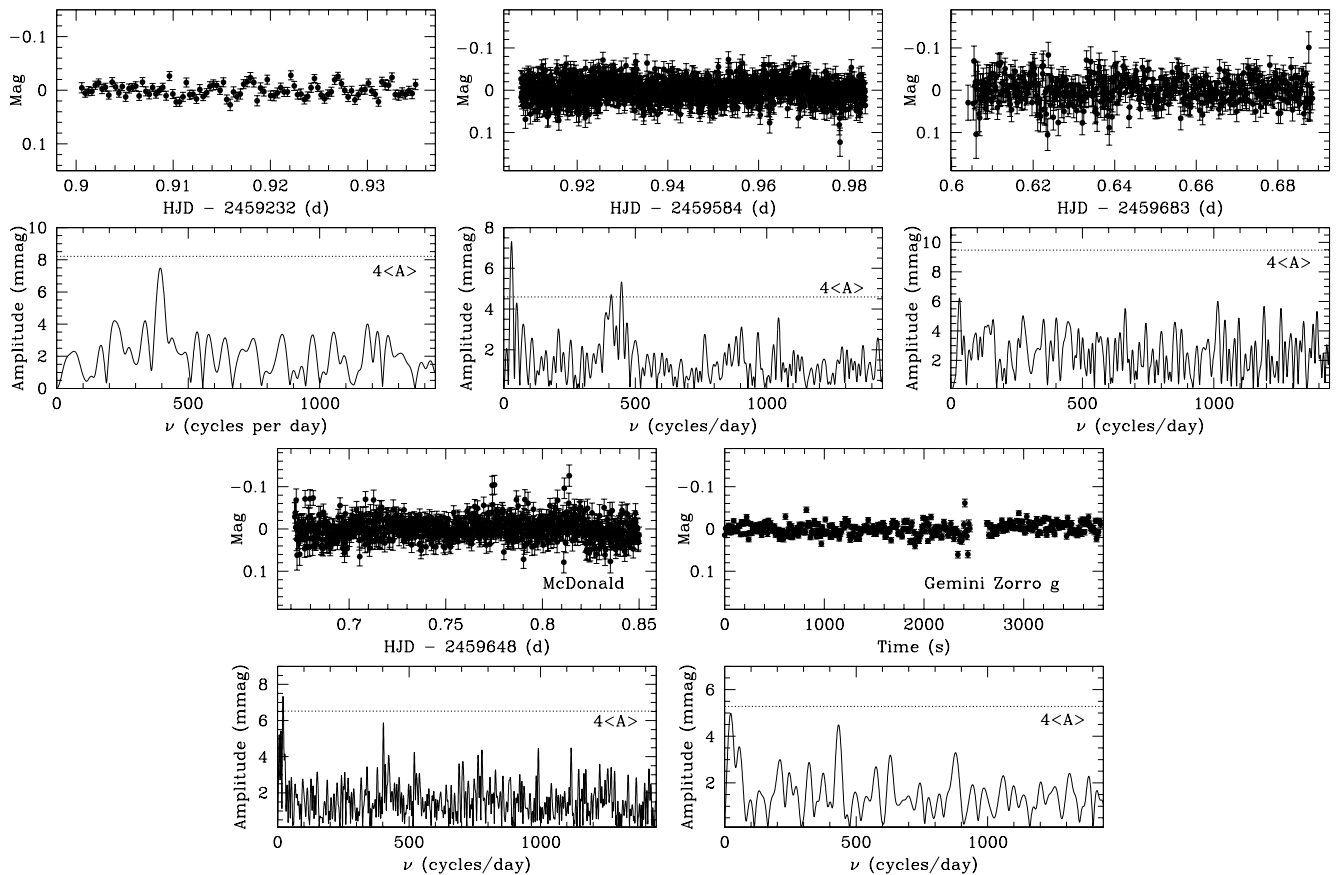 -0.1
0
0.1
Mag
0.9 0.91 0.92 0.93
HJD - 2459232 (d)
-0.1
0
0.1
Mag
0.92 0.94 0.96 0.98
HJD - 2459584 (d)
-0.1
0
0.1
Mag
0.6 0.62 0.64 0.66 0.68
HJD - 2459683 (d)
10
8
6
4
2
0
Amplitude (mmag)
4<A>
0 500 1000
ν (cycles per day)
8
6
4
2
Amplitude (mmag)
4<A>
0 500 1000
ν (cycles/day)
10
8
6
4
2
Amplitude (mmag)
4<A>
0 500 1000
ν (cycles/day)
-0.1
0
0.1
Mag
McDonald
0.7 0.75 0.8 0.85
HJD - 2459648 (d)
-0.1
0
0.1
Mag
Gemini Zorro g
0 1000 2000 3000
Time (s)
8
6
4
2
Amplitude (mmag)
4<A>
0 500 1000
ν (cycles/day)
6
4
2
Amplitude (mmag)
4<A>
0 500 1000
ν (cycles/day)